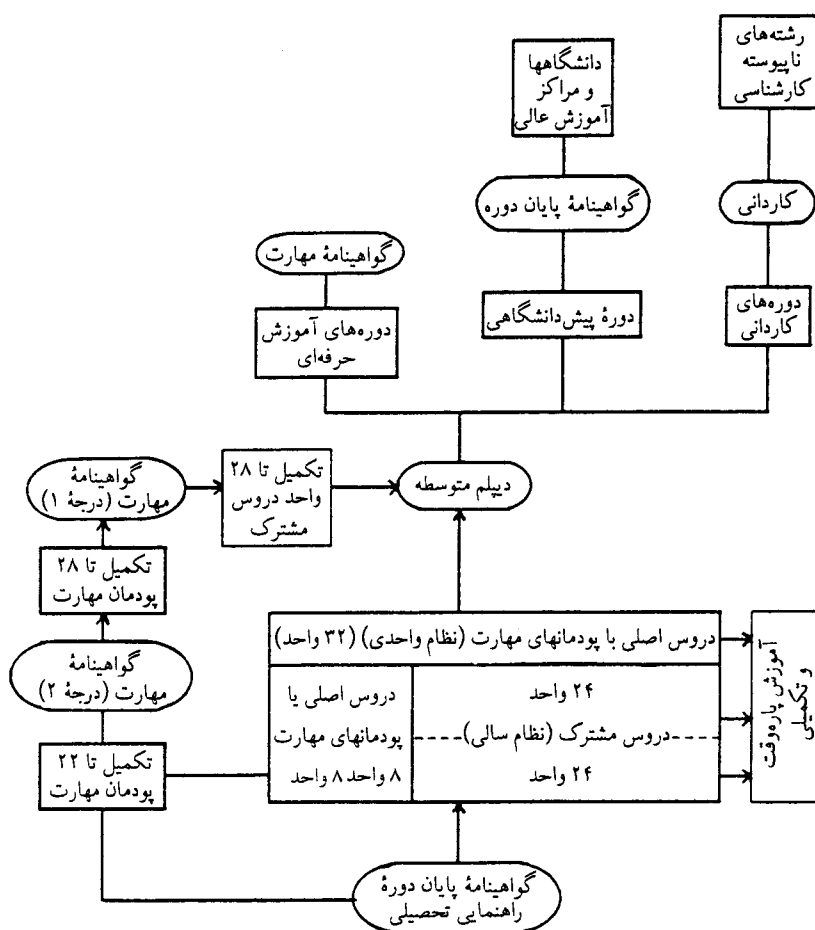 رشته‌های
ناپیوسته
کارشناسی
دانشگاهها
و مراکز
آموزش عالی
کاردانی
گواهینامهٔ پایان دوره
گواهینامهٔ مهارت
دوره‌های
کاردانی
دورهٔ پیش‌دانشگاهی
دوره‌های آموزش
حرفه‌ای
دیپلم متوسطه
تکمیل تا ۲۸
واحد دروس
مشترک
گواهینامهٔ
مهارت (درجهٔ ۱)
تکمیل تا ۲۸
پودمان مهارت
گواهینامهٔ
مهارت (درجهٔ ۲)
تکمیل تا ۲۲
پودمان مهارت
دروس اصلی با پودمانهای مهارت (نظام واحدی) (۳۲ واحد)
۲۴ واحد
دروس مشترک (نظام سالی)
۲۴ واحد
دروس اصلی یا
پودمانهای مهارت
۸ واحد ۸ واحد
آموزش پاره‌وقت
و تکمیلی
گواهینامهٔ پایان دورهٔ
راهنمایی تحصیلی